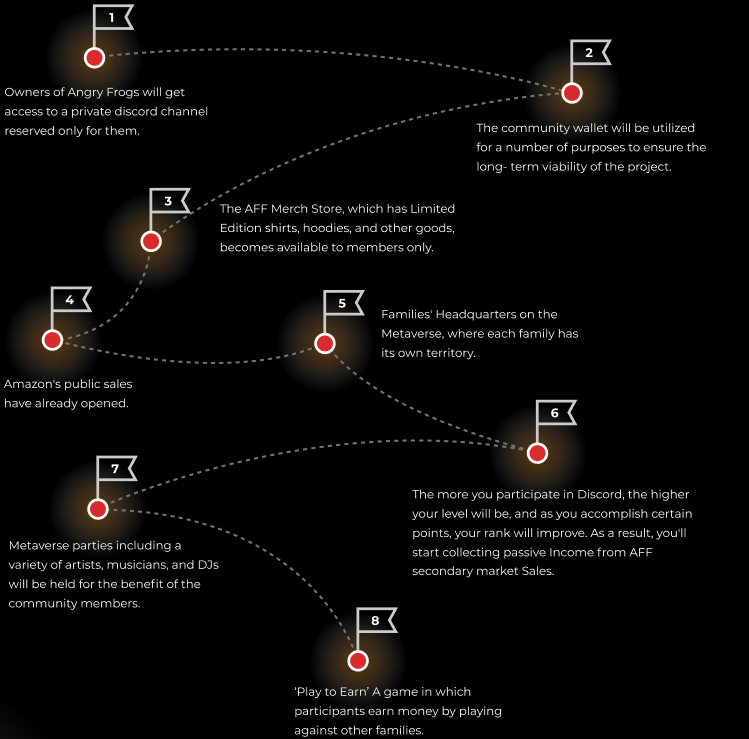 1
Owners of Angry Frogs will get
access to a private discord channel
reserved only for them.
2
The community wallet will be utilized
for a number of purposes to ensure the
long- term viability of the project.
3
The AFF Merch Store, which has Limited
Edition shirts, hoodies, and other goods,
becomes available to members only.
4
Amazon's public sales
have already opened.
5
Families' Headquarters on the
Metaverse, where each family has
its own territory.
6
The more you participate in Discord, the higher
your level will be, and as you accomplish certain
points, your rank will improve. As a result, you'll
start collecting passive Income from AFF
secondary market Sales.
7
Metaverse parties including a
variety of artists, musicians, and DJs
will be held for the benefit of the
community members.
8
'Play to Earn’ A game in which
participants earn money by playing
against other families.